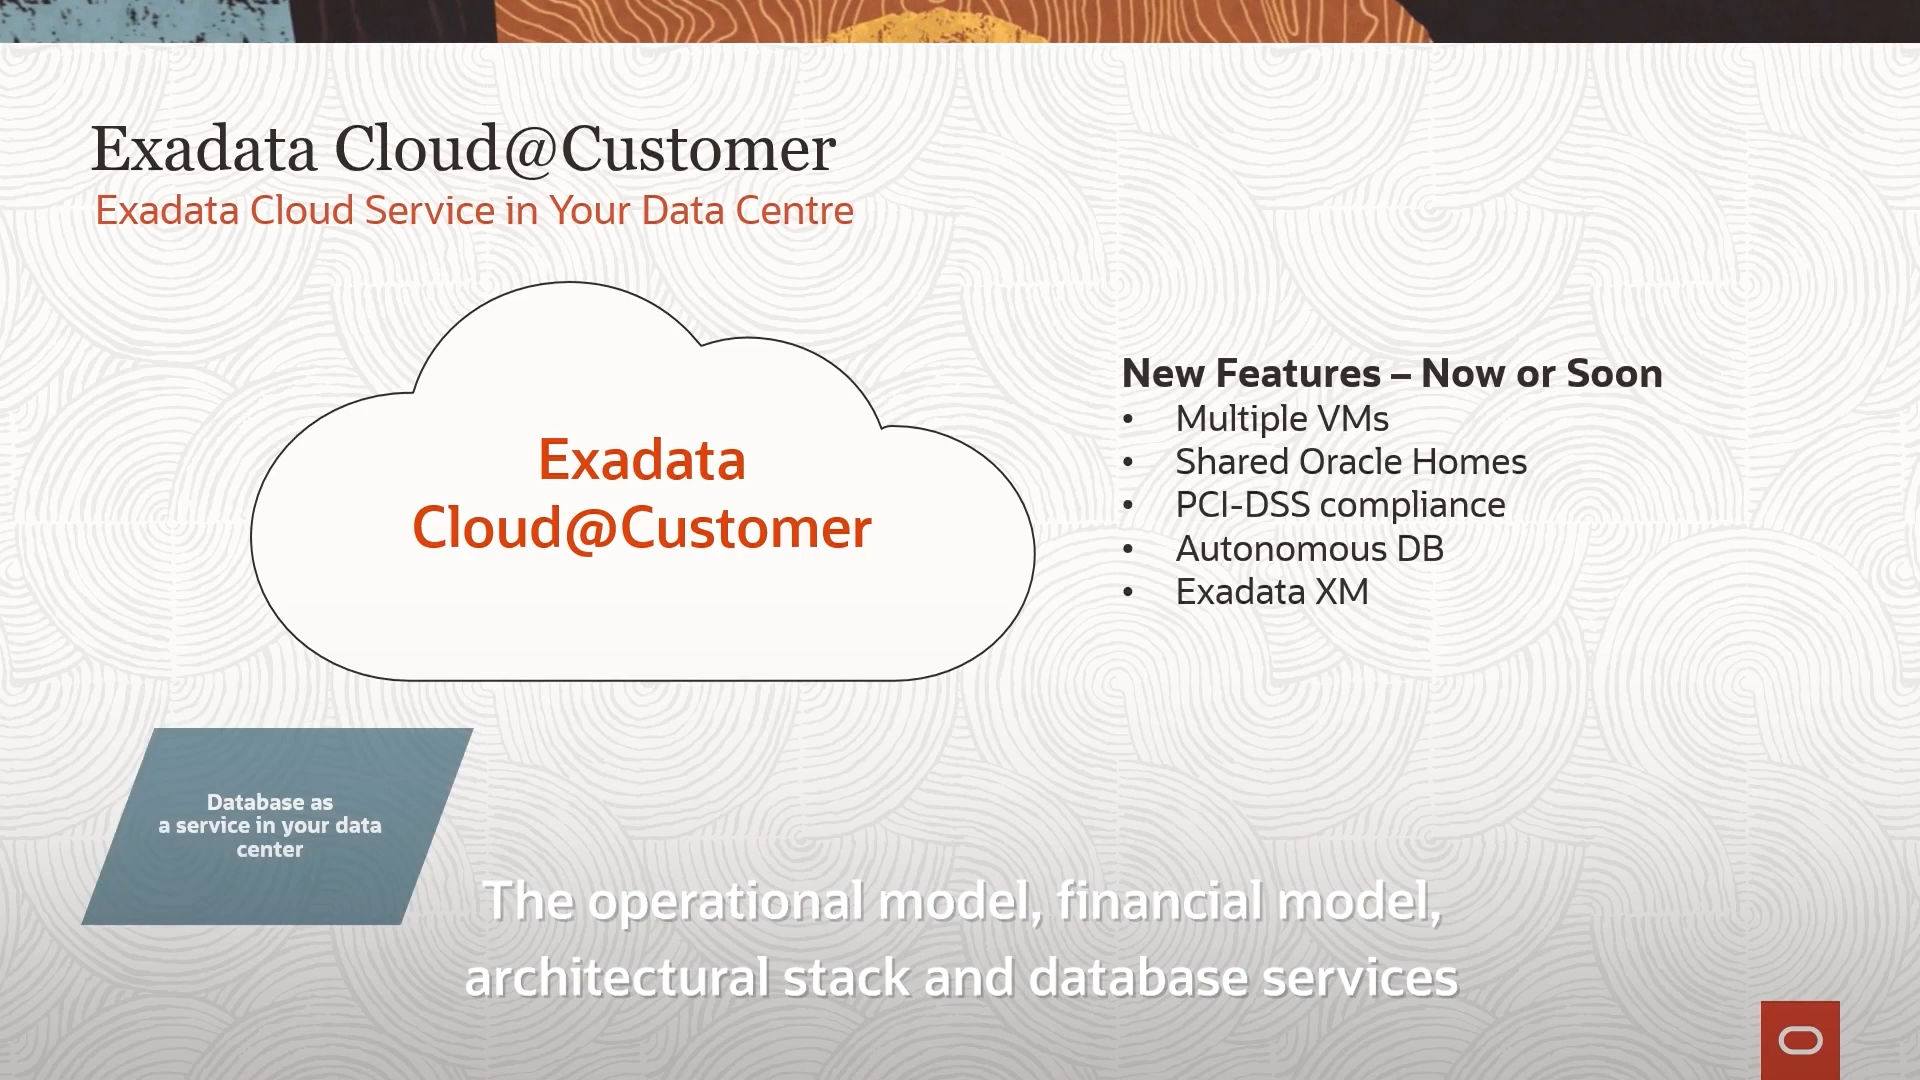 Exadata Cloud@Customer
Exadata Cloud Service in Your Data Centre
Exadata
Cloud@Customer
New Features – Now or Soon
• Multiple VMs
• Shared Oracle Homes
• PCI-DSS compliance
• Autonomous DB
• Exadata XM
Database as
a service in your data
center
The operational model, financial model,
architectural stack and database services